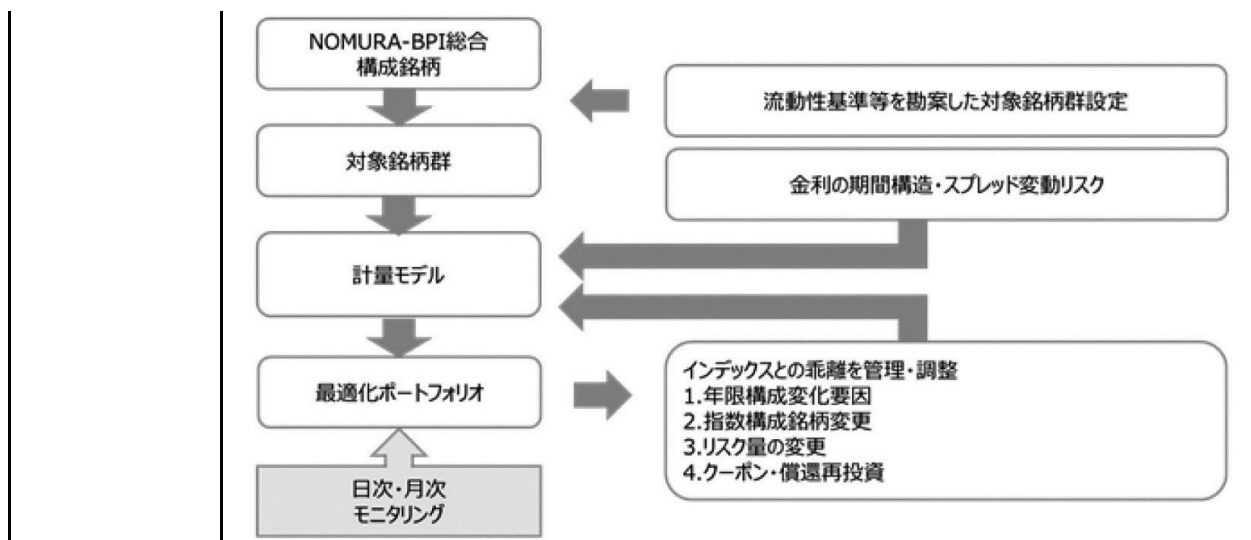 NOMURA-BPI総合
構成銘柄
流動性基準等を勘案した対象銘柄群設定
対象銘柄群
金利の期間構造・スプレッド変動リスク
計量モデル
最適化ポートフォリオ
インデックスとの乖離を管理・調整
1.年限構成変化要因
2.指数構成銘柄変更
3.リスク量の変更
4.クーポン・償還再投資
日次・月次
モニタリング